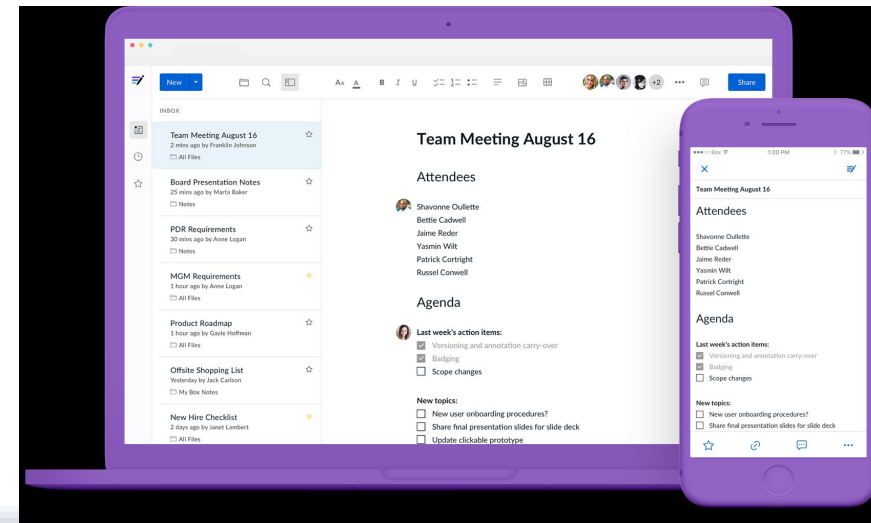 New
AA A B I U
+2
Share
INBOX
Team Meeting August 16
2 mins ago by Franklin Johnson
All Files
Board Presentation Notes
25 mins ago by Marta Baker
Notes
PDR Requirements
30 mins ago by Anne Logan
Notes
MGM Requirements
1 hour ago by Anne Logan
All Files
Product Roadmap
1 hour ago by Gayle Hoffman
All Files
Offsite Shopping List
Yesterday by Jack Carlson
My Box Notes
New Hire Checklist
2 days ago by Janet Lambert
All Files
Team Meeting August 16
Attendees
Shavonne Oullette
Bettie Cadwell
Jaime Reder
Yasmin Wilt
Patrick Cortright
Russel Conwell
Agenda
Last week's action items:
Versioning and annotation carry-over
Badging
Scope changes
New topics:
New user onboarding procedures?
Share final presentation slides for slide deck
Update clickable prototype
Box 1:20 PM 77%
Team Meeting August 16
Attendees
Shavonne Oullette
Bettie Cadwell
Jaime Reder
Yasmin Wilt
Patrick Cortright
Russel Conwell
Agenda
Last week's action items:
Versioning and annotation carry-over
Badging
Scope changes
New topics:
New user onboarding procedures?
Share final presentation slides for slide deck